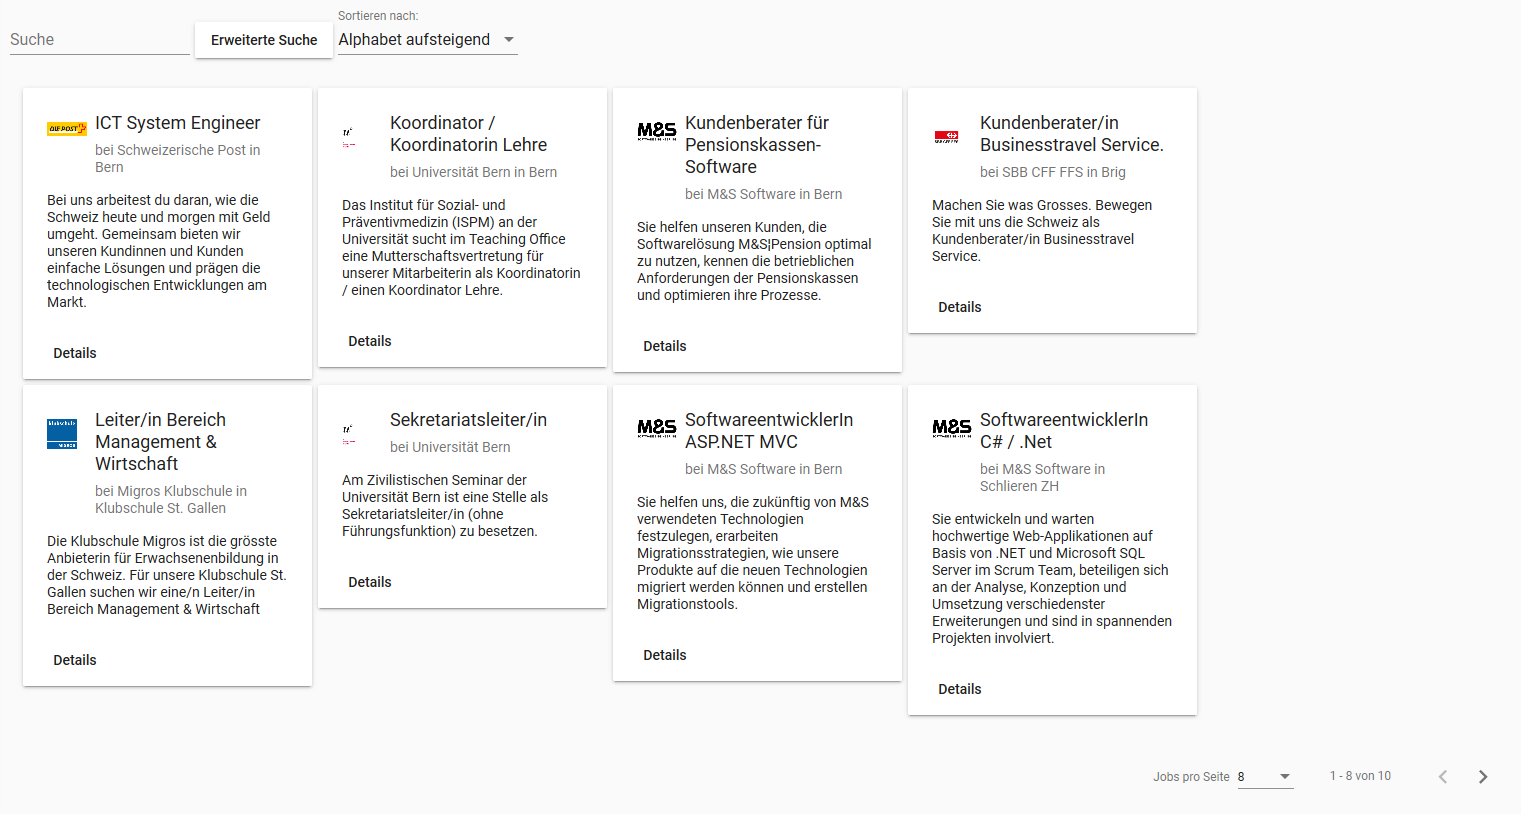 Sortieren nach:
Suche
Erweiterte Suche
Alphabet aufsteigend
DIE POST
ICT System Engineer
bei Schweizerische Post in
Bern
Bei uns arbeitest du daran, wie die
Schweiz heute und morgen mit Geld
umgeht. Gemeinsam bieten wir
unseren Kundinnen und Kunden
einfache Lösungen und prägen die
technologischen Entwicklungen am
Markt.
Details
Koordinator /
Koordinatorin Lehre
bei Universität Bern in Bern
Das Institut für Sozial- und
Präventivmedizin (ISPM) an der
Universität sucht im Teaching Office
eine Mutterschaftsvertretung für
unserer Mitarbeiterin als Koordinatorin
/ einen Koordinator Lehre.
Details
M&S
Kundenberater für
Pensionskassen-
Software
bei M&S Software in Bern
Sie helfen unseren Kunden, die
Softwarelösung M&S|Pension optimal
zu nutzen, kennen die betrieblichen
Anforderungen der Pensionskassen
und optimieren ihre Prozesse.
Details
Kundenberater/in
Businesstravel Service.
bei SBB CFF FFS in Brig
Machen Sie was Grosses. Bewegen
Sie mit uns die Schweiz als
Kundenberater/in Businesstravel
Service.
Details
klubschule
MIGROS
Leiter/in Bereich
Management &
Wirtschaft
bei Migros Klubschule in
Klubschule St. Gallen
Die Klubschule Migros ist die grösste
Anbieterin für Erwachsenenbildung in
der Schweiz. Für unsere Klubschule St.
Gallen suchen wir eine/n Leiter/in
Bereich Management & Wirtschaft
Details
Sekretariatsleiter/in
bei Universität Bern
Am Zivilistischen Seminar der
Universität Bern ist eine Stelle als
Sekretariatsleiter/in (ohne
Führungsfunktion) zu besetzen.
Details
M&S
SoftwareentwicklerIn
ASP.NET MVC
bei M&S Software in Bern
Sie helfen uns, die zukünftig von M&S
verwendeten Technologien
festzulegen, erarbeiten
Migrationsstrategien, wie unsere
Produkte auf die neuen Technologien
migriert werden können und erstellen
Migrationstools.
Details
M&S
SoftwareentwicklerIn
C# / .Net
bei M&S Software in
Schlieren ZH
Sie entwickeln und warten
hochwertige Web-Applikationen auf
Basis von .NET und Microsoft SQL
Server im Scrum Team, beteiligen sich
an der Analyse, Konzeption und
Umsetzung verschiedenster
Erweiterungen und sind in spannenden
Projekten involviert.
Details
Jobs pro Seite 8
1 - 8 von 10